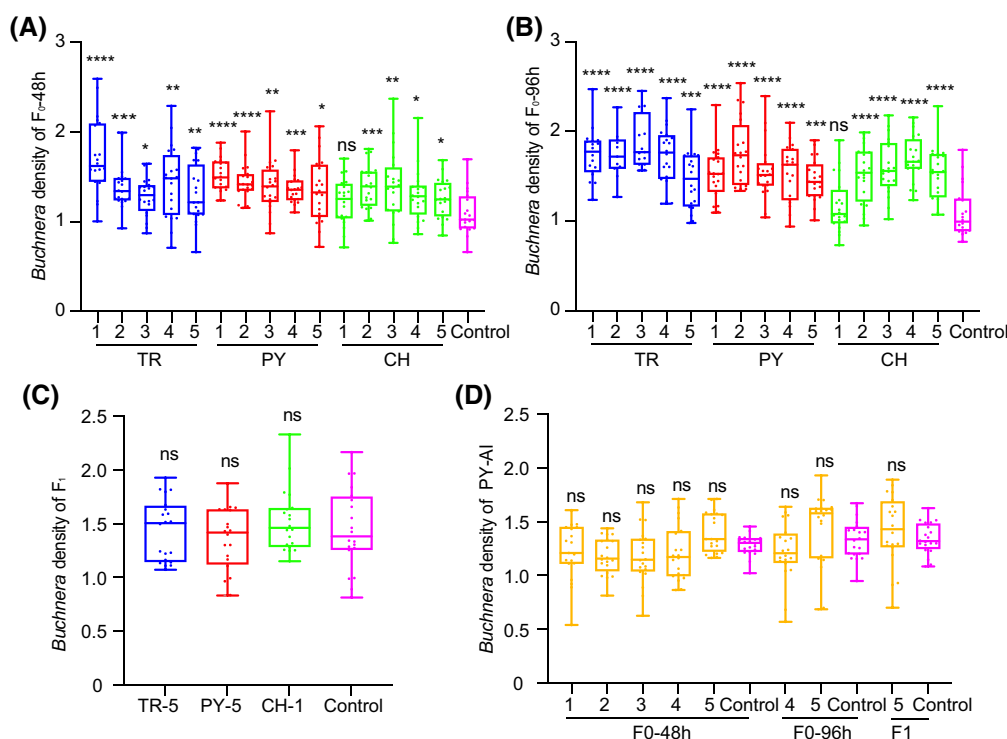 (A)
Buchnera density of F₀-48h
3
2
1
0
**** *** * ** ** **** **** ** *** * ns *** ** * *
1 2 3 4 5 1 2 3 4 5 1 2 3 4 5 Control
TR PY CH
(B)
Buchnera density of F₀-96h
3
2
1
0
**** **** **** **** *** **** **** **** **** *** ns **** **** **** ****
1 2 3 4 5 1 2 3 4 5 1 2 3 4 5 Control
TR PY CH
(C)
Buchnera density of F₁
2.5
2.0
1.5
1.0
0.5
0
ns ns ns
TR-5 PY-5 CH-1 Control
(D)
Buchnera density of PY-AI
2.5
2.0
1.5
1.0
0.5
0
ns ns ns ns ns ns ns ns
1 2 3 4 5 Control 4 5 Control 5 Control
F0-48h F0-96h F1